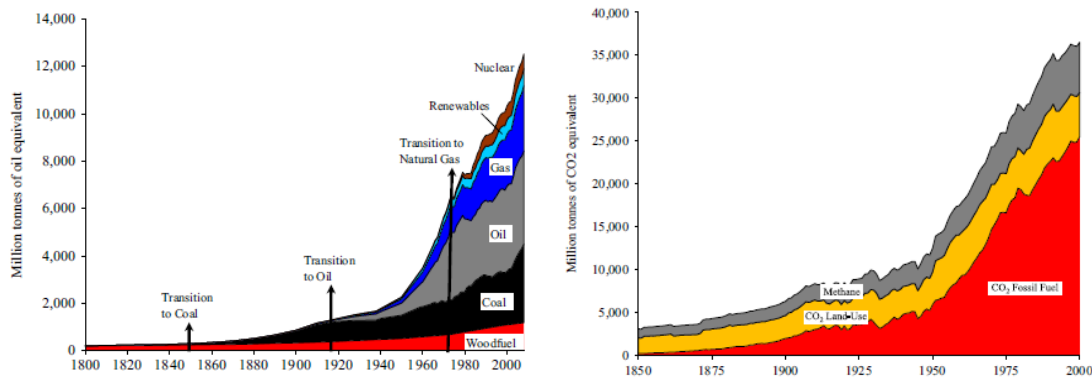 14,000
12,000
10,000
8,000
6,000
4,000
2,000
0
Million tonnes of oil equivalent
1800 1820 1840 1860 1880 1900 1920 1940 1960 1980 2000
Transition
to Coal
Transition
to Oil
Transition to
Natural Gas
Renewables
Nuclear
Gas
Oil
Coal
Woodfuel
40,000
35,000
30,000
25,000
20,000
15,000
10,000
5,000
0
Million tonnes of CO2 equivalent
1850 1875 1900 1925 1950 1975 2000
Methane
CO2 Land-Use
CO2 Fossil Fuel